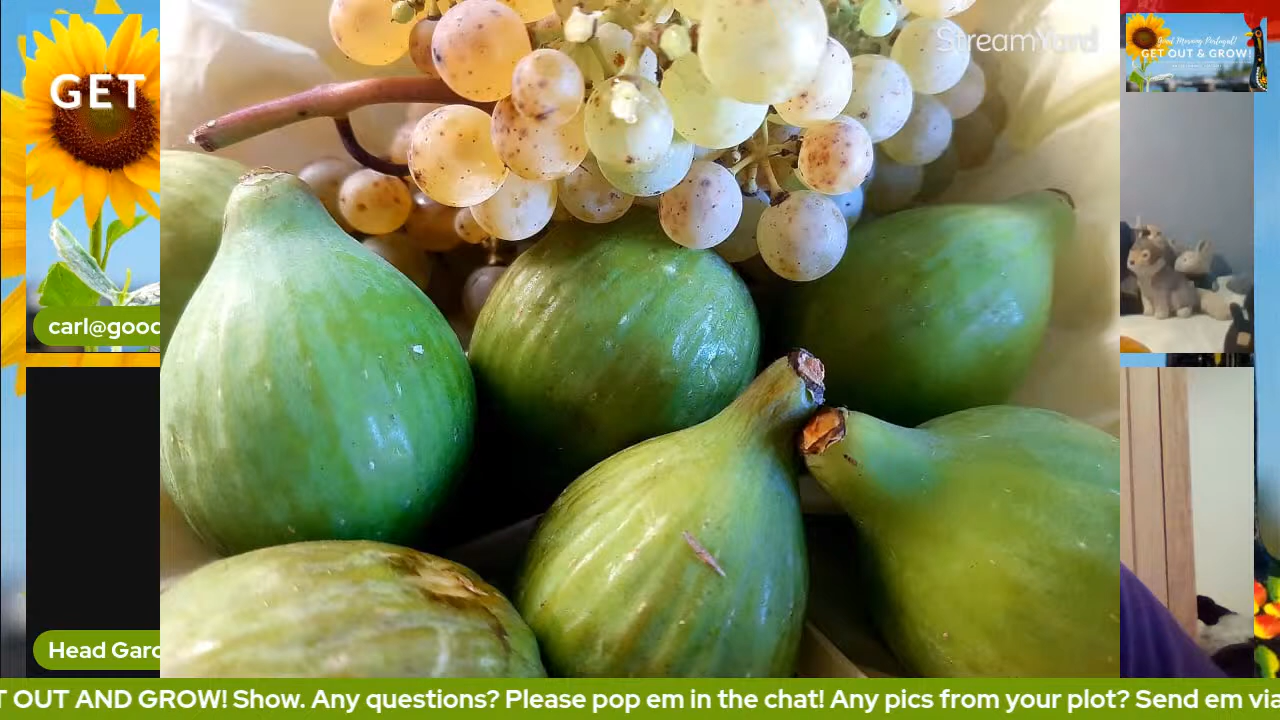 GET
StreamYard
Good Morning Portugal!
GET OUT & GROW!
carl@good
Head Gard
T OUT AND GROW! Show. Any questions? Please pop em in the chat! Any pics from your plot? Send em via